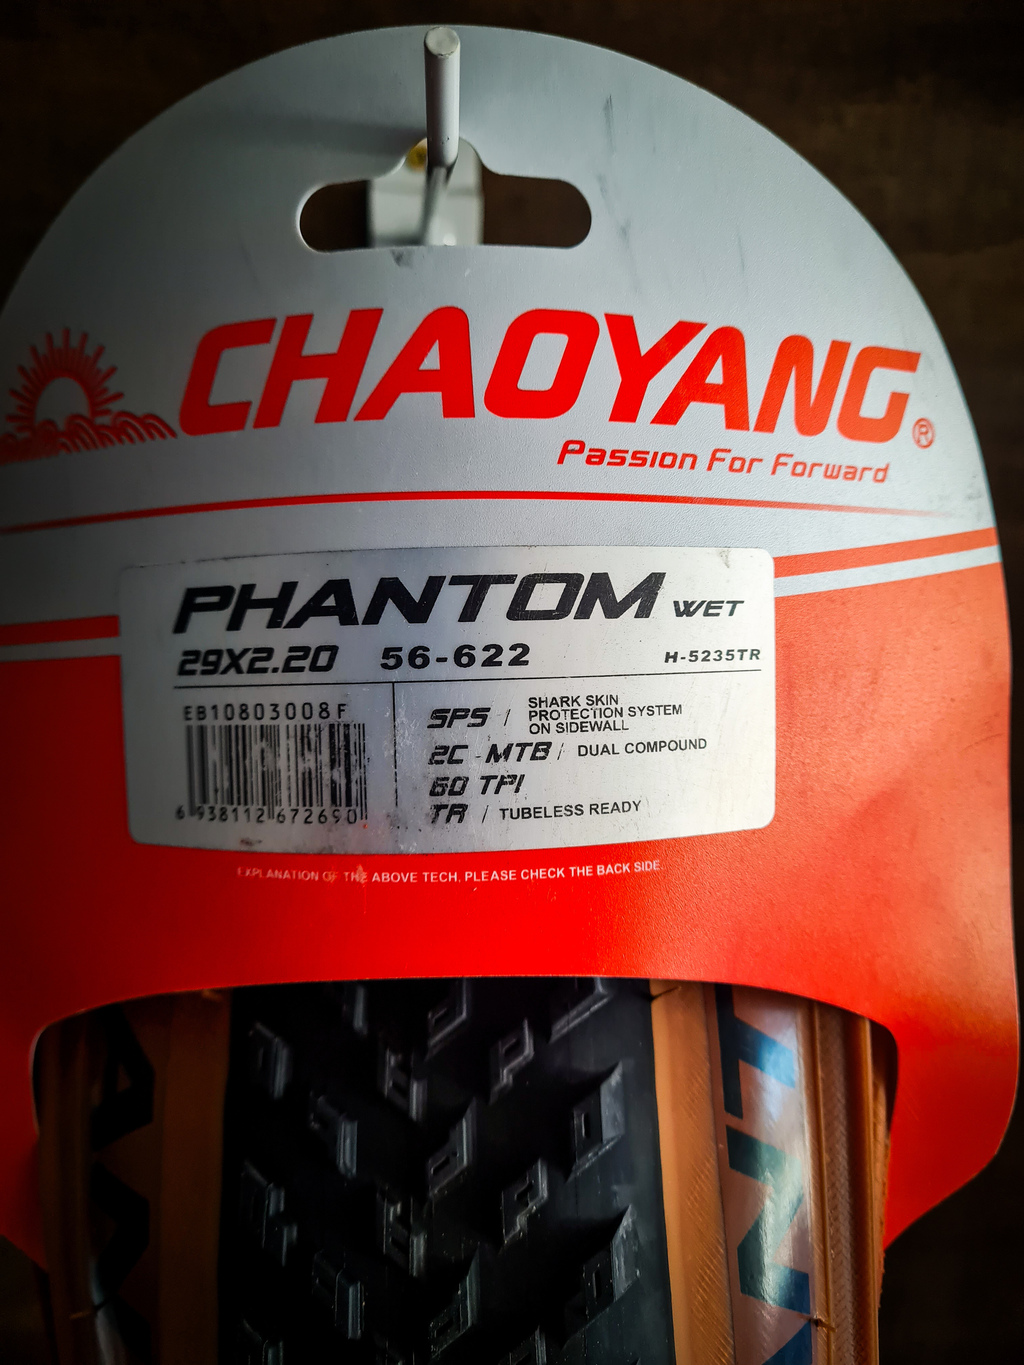 CHAOYANG®
Passion For Forward
PHANTOM WET
29X2.20 56-622 H-5235TR
EB10803008F
6 938112 672690
SPS / SHARK SKIN
PROTECTION SYSTEM
ON SIDEWALL
2C-MTB / DUAL COMPOUND
60 TPI
TR / TUBELESS READY
EXPLANATION OF THE ABOVE TECH, PLEASE CHECK THE BACK SIDE.